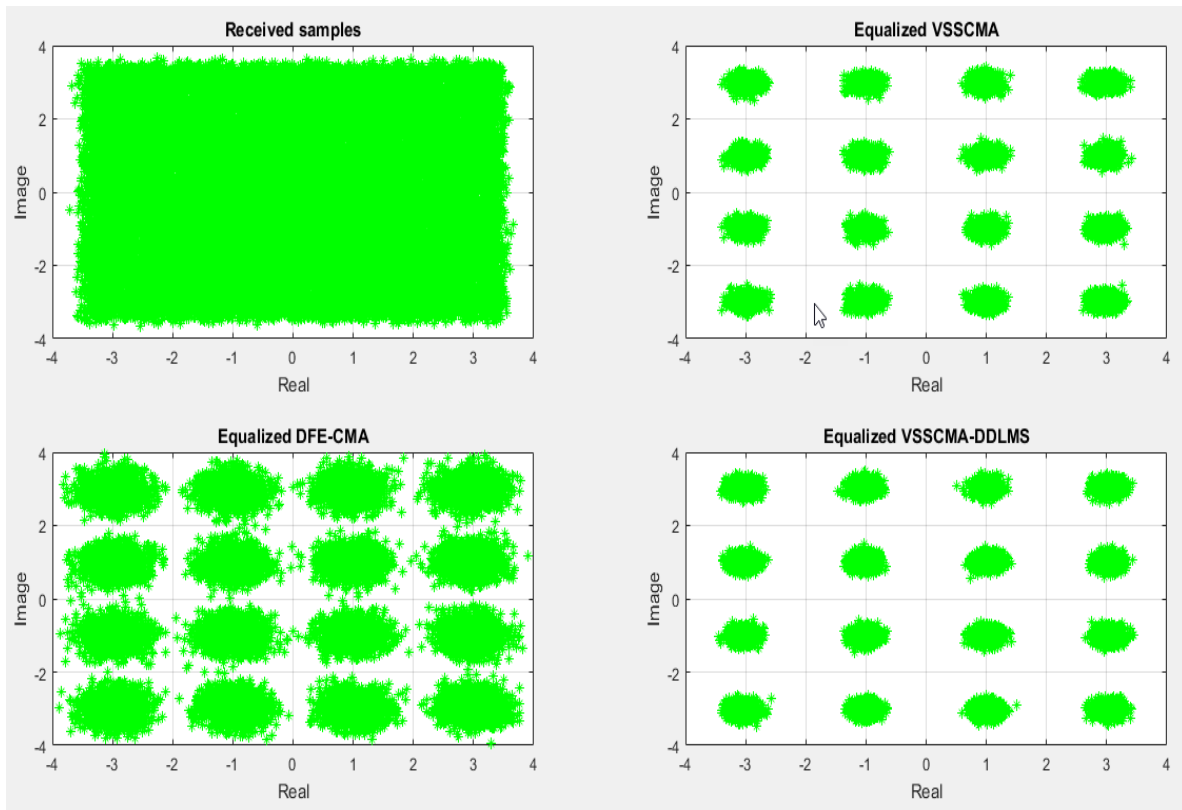 Received samples
4
2
0
-2
-4
Image
-4 -3 -2 -1 0 1 2 3 4
Real
Equalized VSSCMA
4
2
0
-2
-4
Image
-4 -3 -2 -1 0 1 2 3 4
Real
Equalized DFE-CMA
4
2
0
-2
-4
Image
-4 -3 -2 -1 0 1 2 3 4
Real
Equalized VSSCMA-DDLMS
4
2
0
-2
-4
Image
-4 -3 -2 -1 0 1 2 3 4
Real